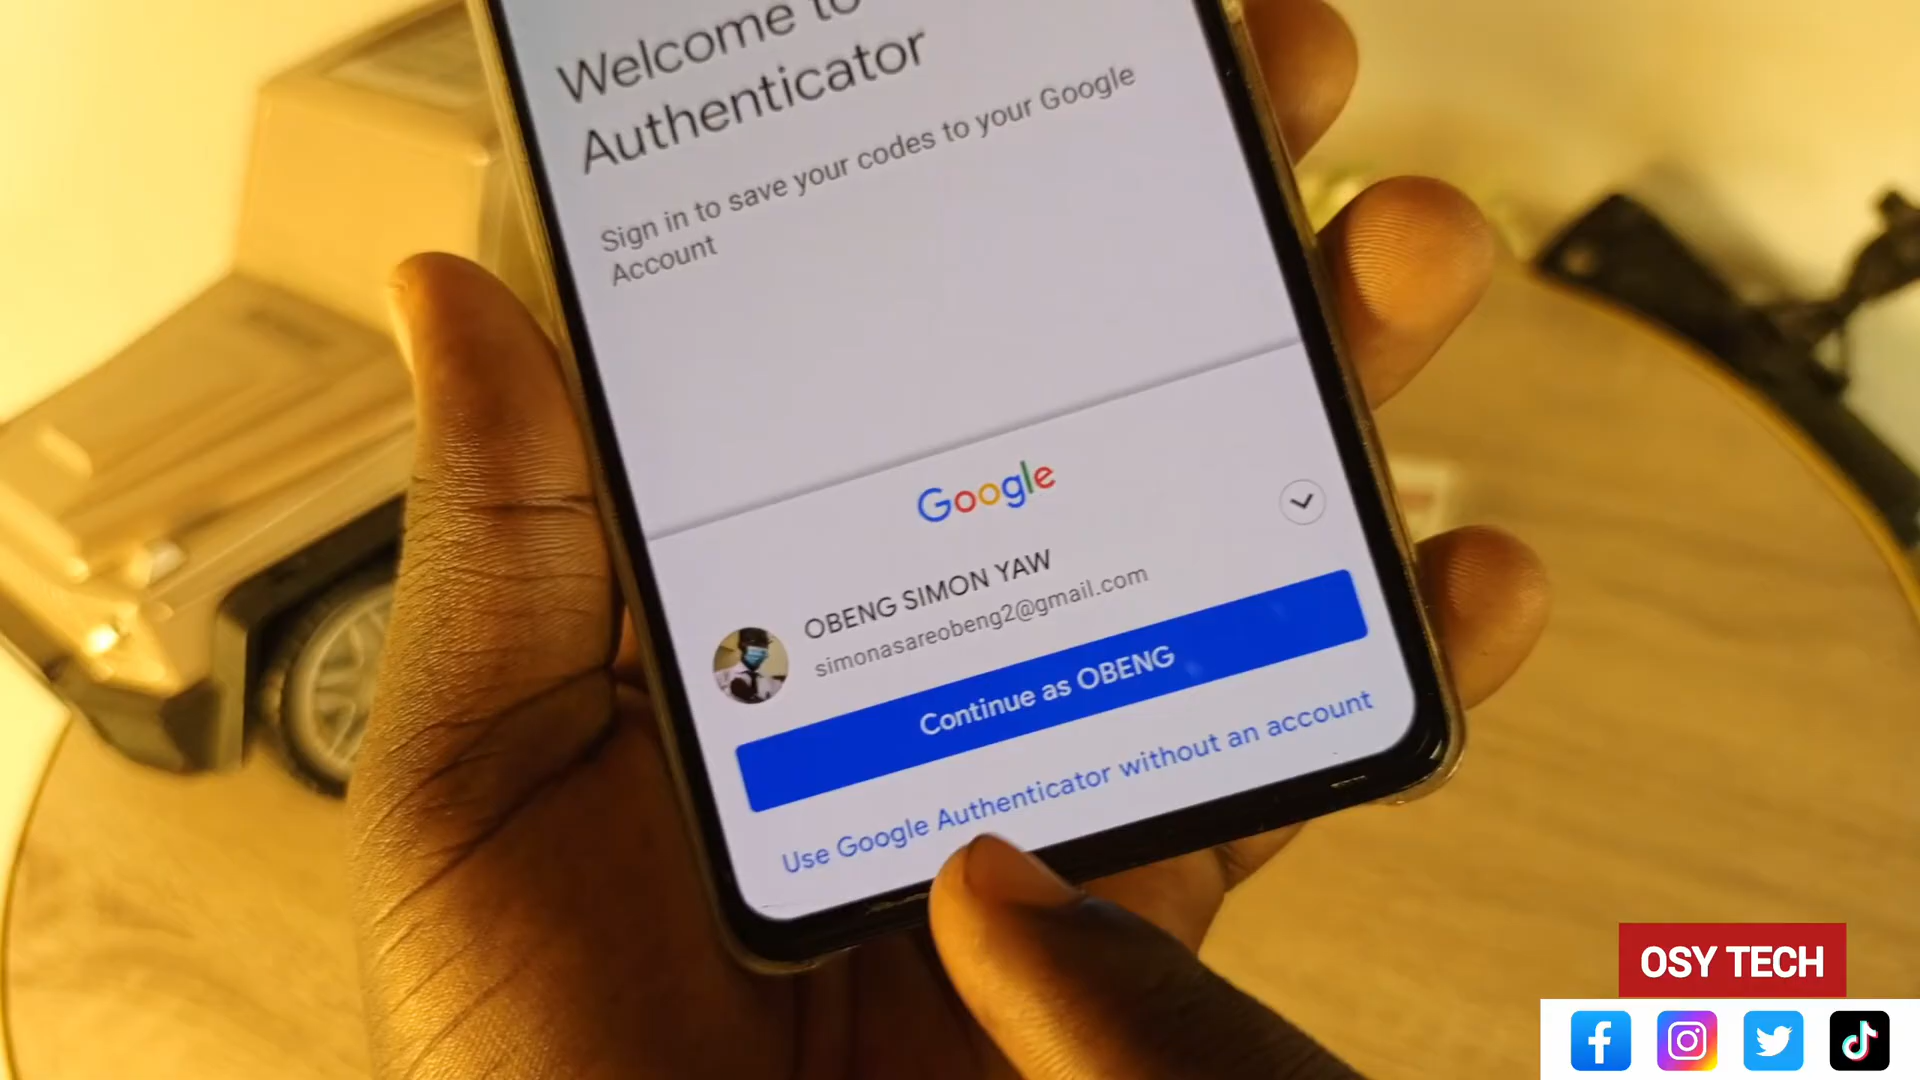 Welcome to
Authenticator
Sign in to save your codes to your Google
Account
Google
OBENG SIMON YAW
simonasareobeng2@gmail.com
Continue as OBENG
Use Google Authenticator without an account
OSY TECH